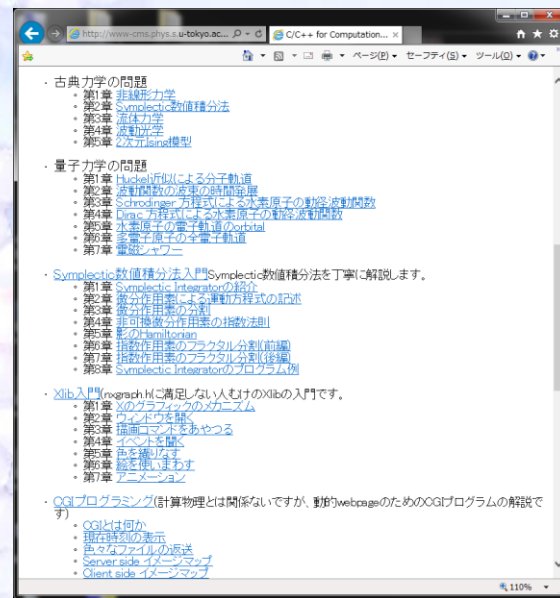 http://www-cms.phys.s.u-tokyo.ac...
C/C++ for Computation...
ページ(P)
セーフティ(S)
ツール(O)
・古典力学の問題
◦ 第1章 非線形力学
◦ 第2章 Symplectic数値積分法
◦ 第3章 流体力学
◦ 第4章 波動光学
◦ 第5章 2次元Ising模型
・量子力学の問題
◦ 第1章 Huckel近似による分子軌道
◦ 第2章 波動関数の波束の時間発展
◦ 第3章 Schrodinger 方程式による水素原子の動径波動関数
◦ 第4章 Dirac 方程式による水素原子の動径波動関数
◦ 第5章 水素原子の電子軌道のorbital
◦ 第6章 多電子原子の全電子軌道
◦ 第7章 電磁シャワー
・Symplectic数値積分法入門Symplectic数値積分法を丁寧に解説します。
◦ 第1章 Symplectic Integratorの紹介
◦ 第2章 微分作用素による運動方程式の記述
◦ 第3章 微分作用素の分割
◦ 第4章 非可換微分作用素の指数法則
◦ 第5章 影のHamiltonian
◦ 第6章 指数作用素のフラクタル分割(前編)
◦ 第7章 指数作用素のフラクタル分割(後編)
◦ 第8章 Symplectic Integratorのプログラム例
・Xlib入門(nxgraph.hに満足しない人むけのXlibの入門です。
◦ 第1章 Xのグラフィックのメカニズム
◦ 第2章 ウィンドウを開く
◦ 第3章 描画コマンドをあやつる
◦ 第4章 イベントを開く
◦ 第5章 色を織りなす
◦ 第6章 絵を使いまわす
◦ 第7章 アニメーション
・CGIプログラミング(計算物理とは関係ないですが、動的webpageのためのCGIプログラムの解説で
す)
◦ CGIとは何か
◦ 現在時刻の表示
◦ 色々なファイルの返送
◦ Server side イメージマップ
◦ Client side イメージマップ
110%